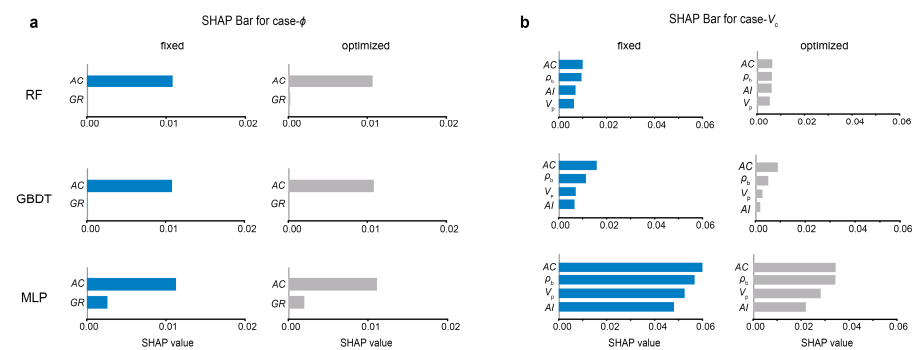 a
SHAP Bar for case-ϕ
fixed
optimized
RF
AC
GR
0.00
0.01
0.02
AC
GR
0.00
0.01
0.02
GBDT
AC
GR
0.00
0.01
0.02
AC
GR
0.00
0.01
0.02
MLP
AC
GR
0.00
0.01
0.02
SHAP value
AC
GR
0.00
0.01
0.02
SHAP value
b
SHAP Bar for case-Vc
fixed
optimized
AC
ρb
AI
Vp
0.00
0.02
0.04
0.06
AC
ρb
AI
Vp
0.00
0.02
0.04
0.06
AC
ρb
Vp
AI
0.00
0.02
0.04
0.06
AC
ρb
Vp
AI
0.00
0.02
0.04
0.06
AC
ρb
Vp
AI
0.00
0.02
0.04
0.06
SHAP value
AC
ρb
Vp
AI
0.00
0.02
0.04
0.06
SHAP value